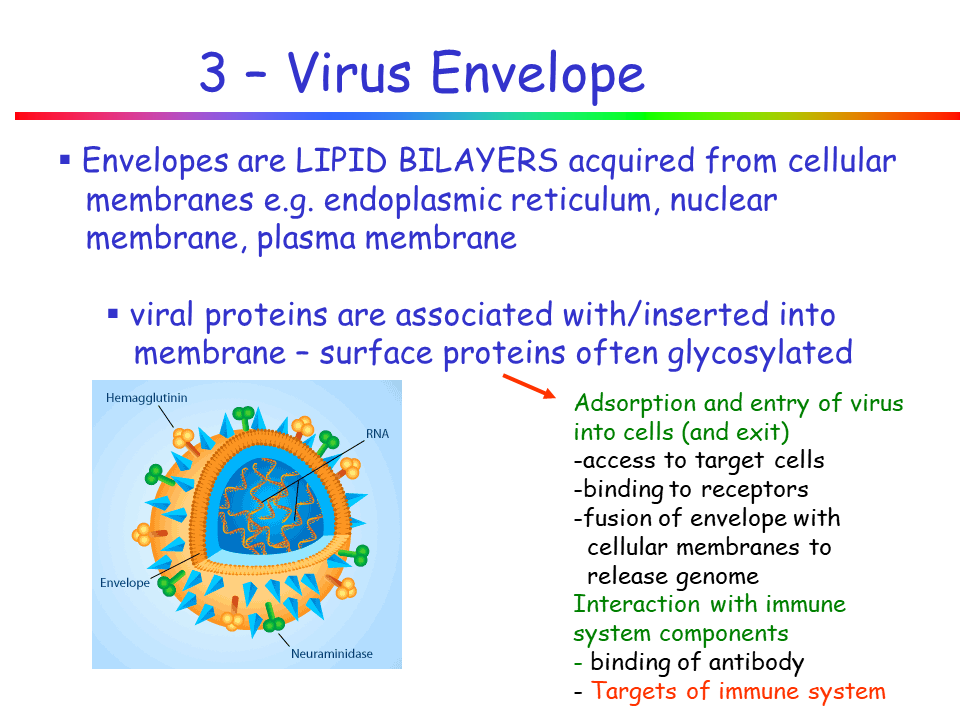 3 – Virus Envelope
▪ Envelopes are LIPID BILAYERS acquired from cellular
membranes e.g. endoplasmic reticulum, nuclear
membrane, plasma membrane
▪ viral proteins are associated with/inserted into
membrane – surface proteins often glycosylated
Hemagglutinin
RNA
Envelope
Neuraminidase
Adsorption and entry of virus
into cells (and exit)
-access to target cells
-binding to receptors
-fusion of envelope with
cellular membranes to
release genome
Interaction with immune
system components
- binding of antibody
- Targets of immune system